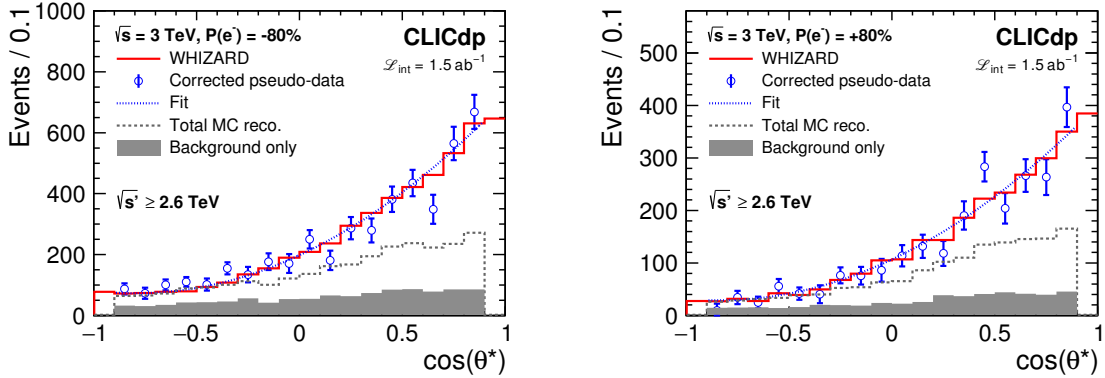 Events / 0.1
1000
800
600
400
200
0
√s = 3 TeV, P(e⁻) = -80%
CLICdp
WHIZARD
ℒint = 1.5 ab⁻¹
Corrected pseudo-data
Fit
Total MC reco.
Background only
√s' ≥ 2.6 TeV
−1 −0.5 0 0.5 1
cos(θ*)
Events / 0.1
500
400
300
200
100
0
√s = 3 TeV, P(e⁻) = +80%
CLICdp
WHIZARD
ℒint = 1.5 ab⁻¹
Corrected pseudo-data
Fit
Total MC reco.
Background only
√s' ≥ 2.6 TeV
−1 −0.5 0 0.5 1
cos(θ*)